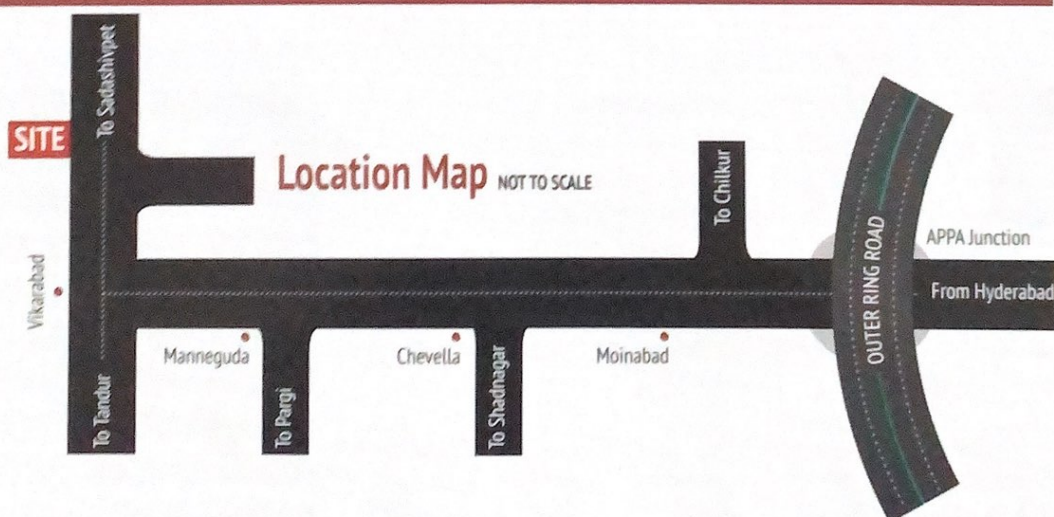 To Sadashivpet
SITE
Location Map NOT TO SCALE
To Chilkur
APPA Junction
OUTER RING ROAD
From Hyderabad
Vikarabad
Manneguda
Chevella
Moinabad
To Tandur
To Pargi
To Shadnagar